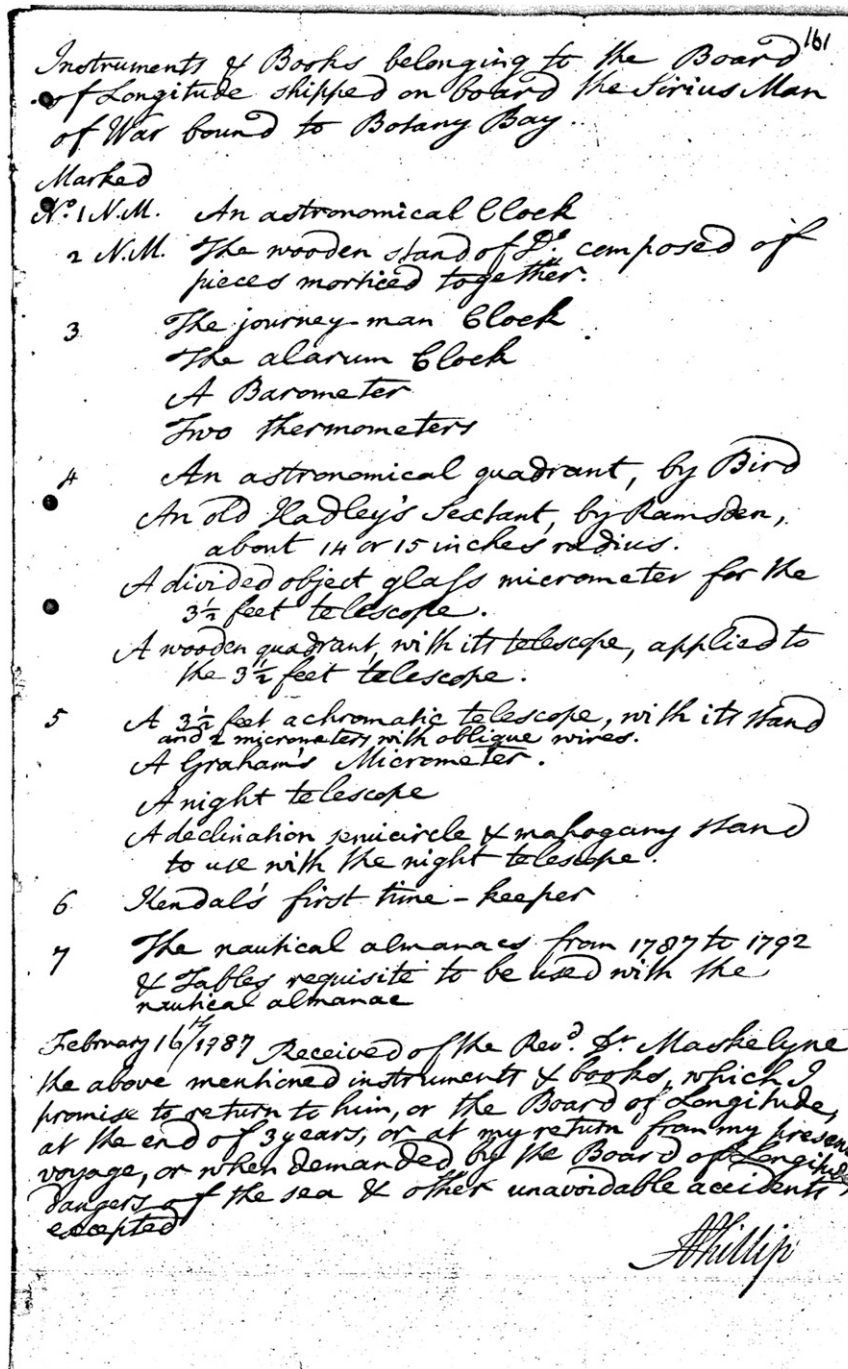 161
Instruments & Books belonging to the Board
of Longitude shipped on board the Sirius Man
of War bound to Botany Bay.
Marked
No. 1 N.M. An astronomical Clock
2 N.M. The wooden stand of Do. composed of
pieces morticed together.
3 The journey-man Clock
The alarum Clock
A Barometer
Two thermometers
4 An astronomical quadrant, by Bird
An old Hadley's Sextant, by Ramsden,
about 14 or 15 inches radius.
A divided object glass micrometer for the
3½ feet telescope.
A wooden quadrant, with its telescope, applied to
the 3½ feet telescope.
5 A 3½ feet achromatic telescope, with its stand
and 2 micrometers with oblique wires.
A Graham's Micrometer.
A night telescope
A declination semicircle & mahogany stand
to use with the night telescope.
6 Kendal's first time-keeper
7 The nautical almanacs from 1787 to 1792
& Tables requisite to be used with the
nautical almanac
February 16th/1787 Received of the Revd. Dr. Maskelyne
the above mentioned instruments & books, which I
promise to return to him, or the Board of Longitude,
at the end of 3 years, or at my return from my present
voyage, or when demanded by the Board of Longitude,
dangers of the sea & other unavoidable accidents
excepted
APhillip